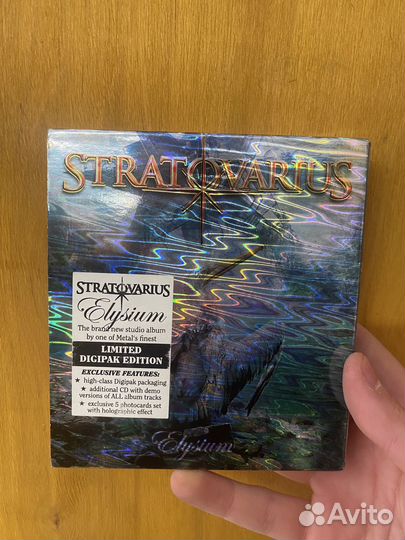 STRATOVARIUS
STRATOVARIUS
Elysium
The brand new studio album
by one of Metal's finest
LIMITED
DIGIPAK EDITION
EXCLUSIVE FEATURES:
★ high-class Digipak packaging
★ additional CD with demo
versions of ALL album tracks
★ exclusive 5 photocards set
with holographic effect
Elysium
Avito